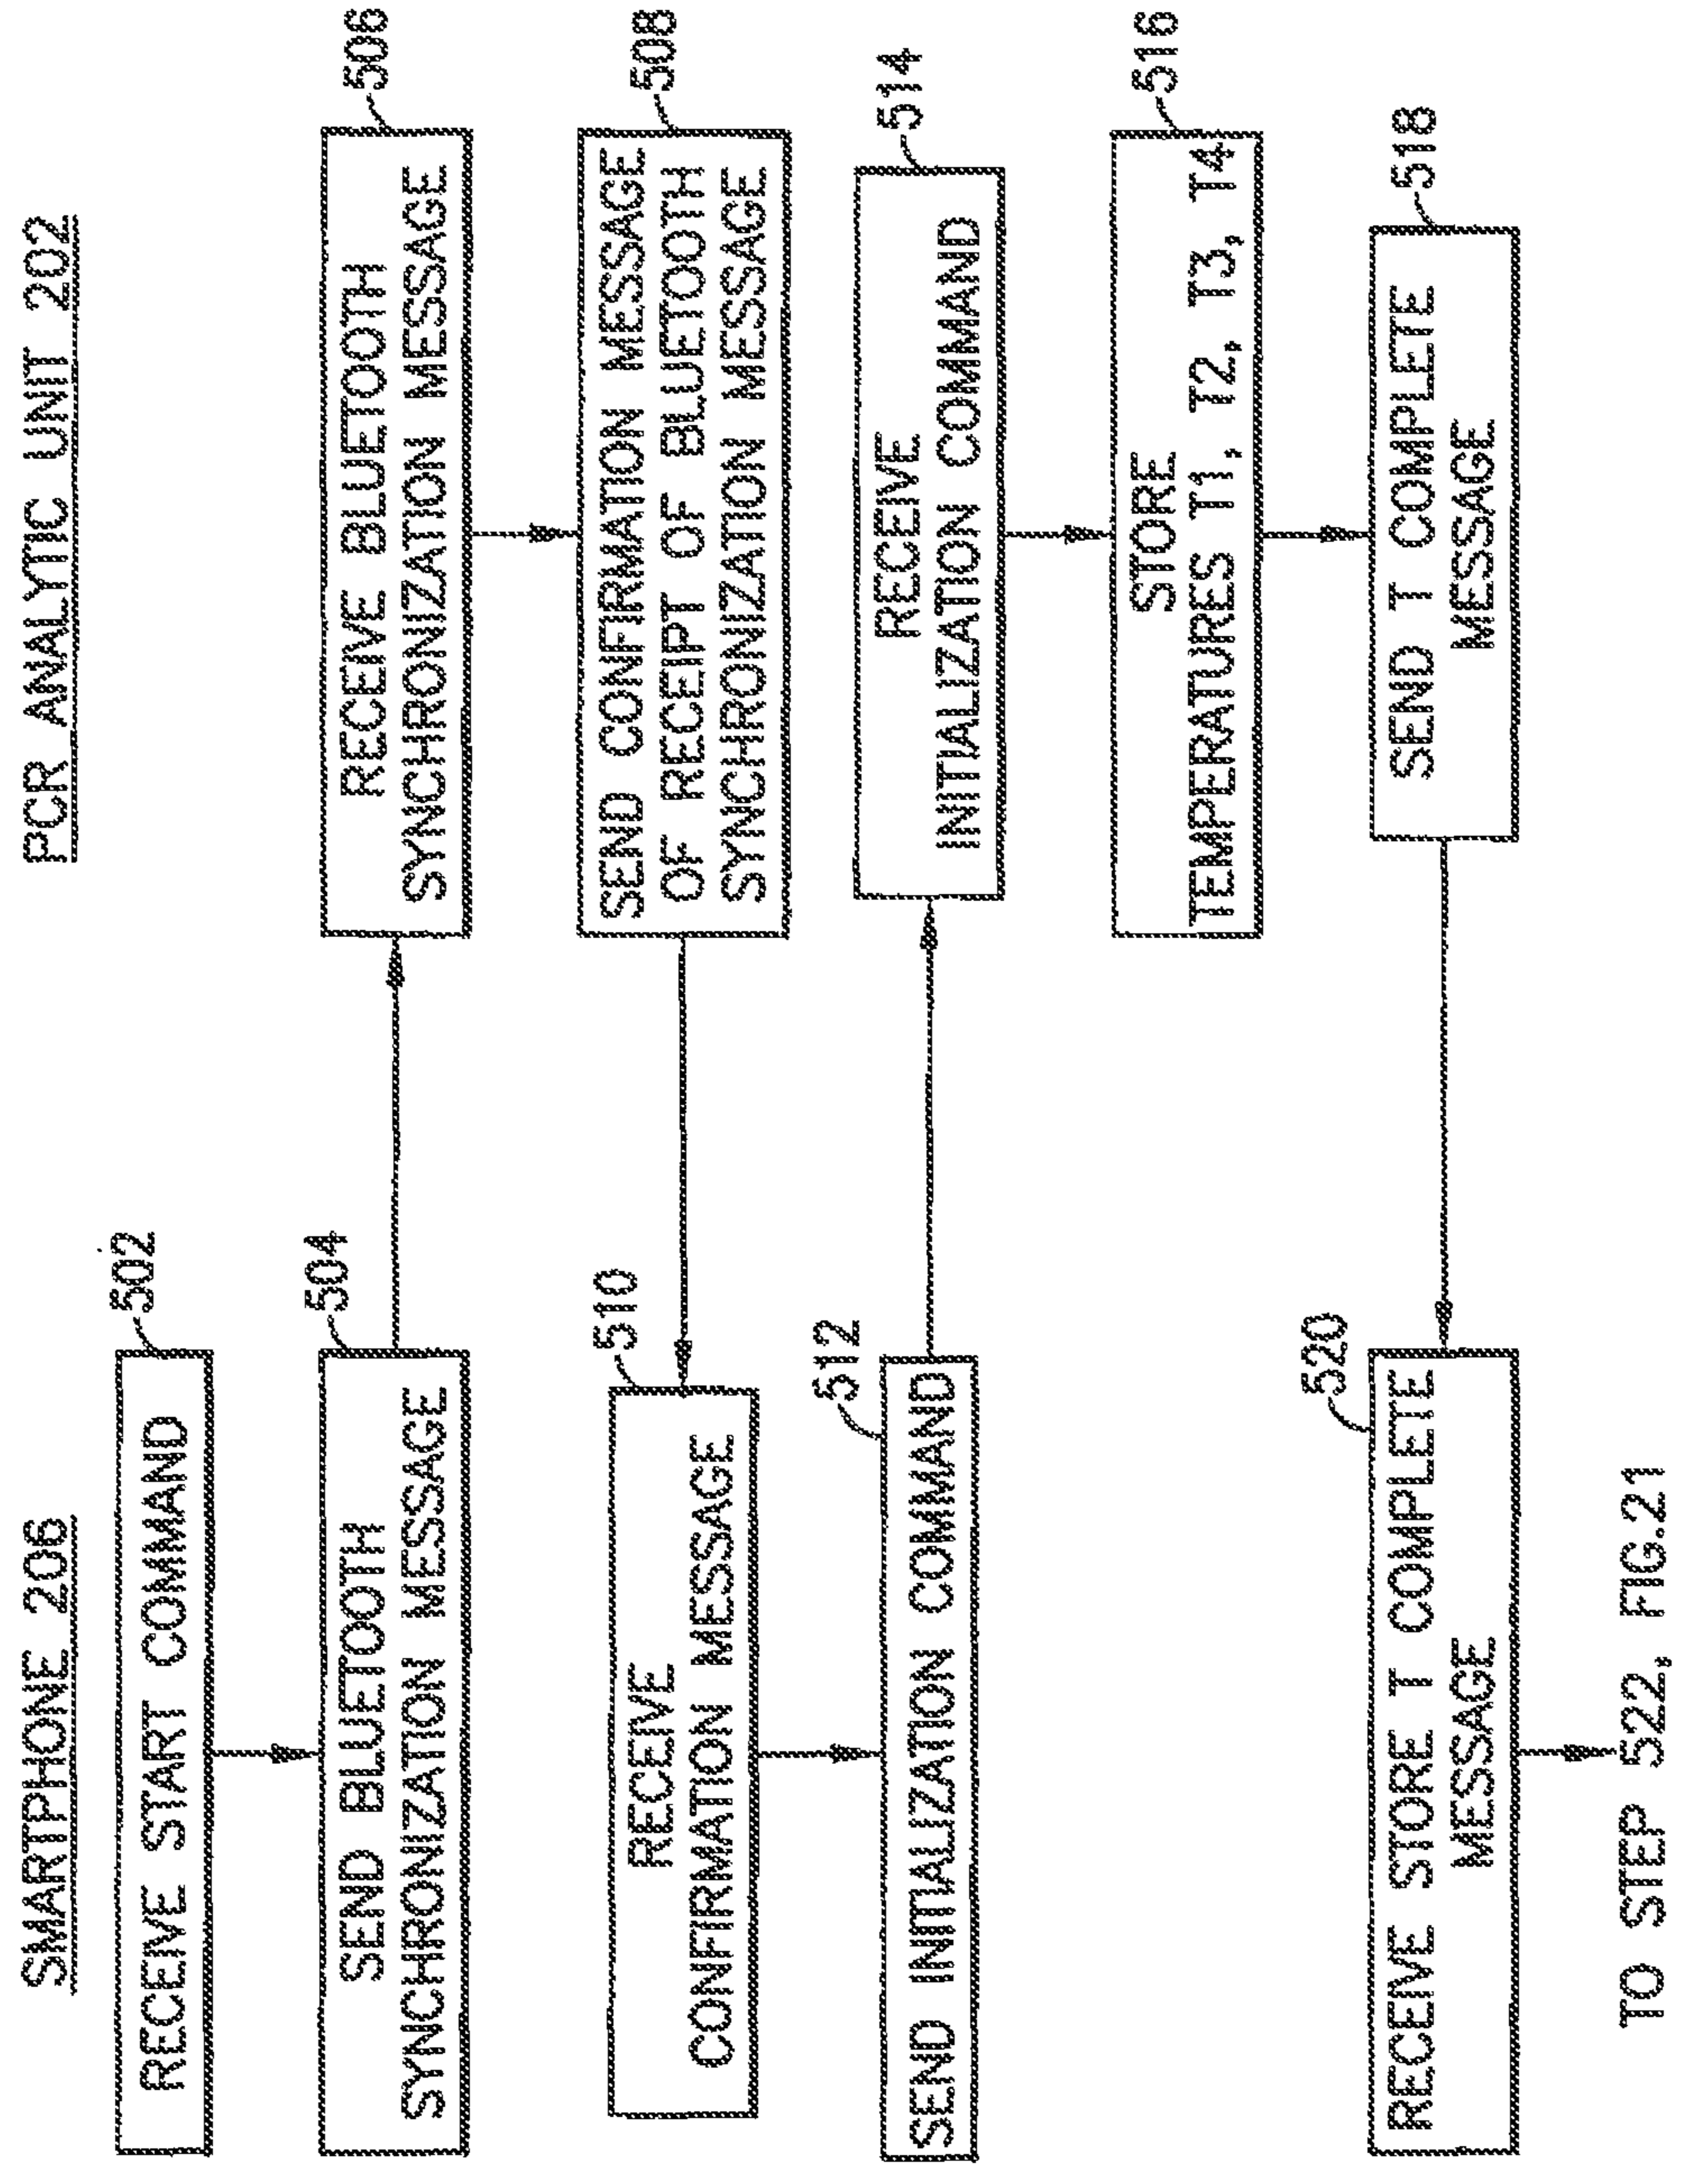 SMARTPHONE 206
PCR ANALYTIC UNIT 202
502
RECEIVE START COMMAND
504
SEND BLUETOOTH
SYNCHRONIZATION MESSAGE
506
RECEIVE BLUETOOTH
SYNCHRONIZATION MESSAGE
508
SEND CONFIRMATION MESSAGE
OF RECEIPT OF BLUETOOTH
SYNCHRONIZATION MESSAGE
510
RECEIVE
CONFIRMATION MESSAGE
512
SEND INITIALIZATION COMMAND
514
RECEIVE
INITIALIZATION COMMAND
516
STORE
TEMPERATURES T1, T2, T3, T4
518
SEND T COMPLETE
MESSAGE
520
RECEIVE STORE T COMPLETE
MESSAGE
TO STEP 522, FIG.21